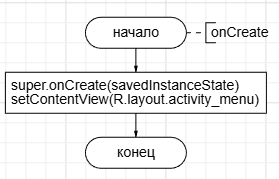 начало
onCreate
super.onCreate(savedInstanceState)
setContentView(R.layout.activity_menu)
конец